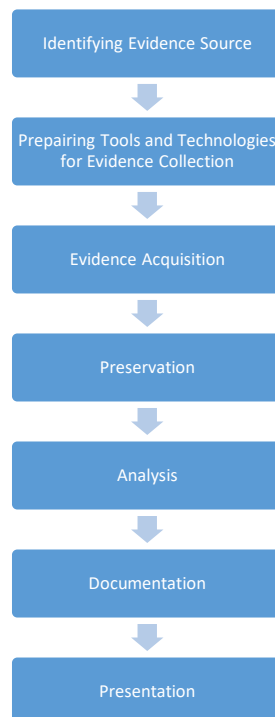 Identifying Evidence Source
Prepairing Tools and Technologies
for Evidence Collection
Evidence Acquisition
Preservation
Analysis
Documentation
Presentation